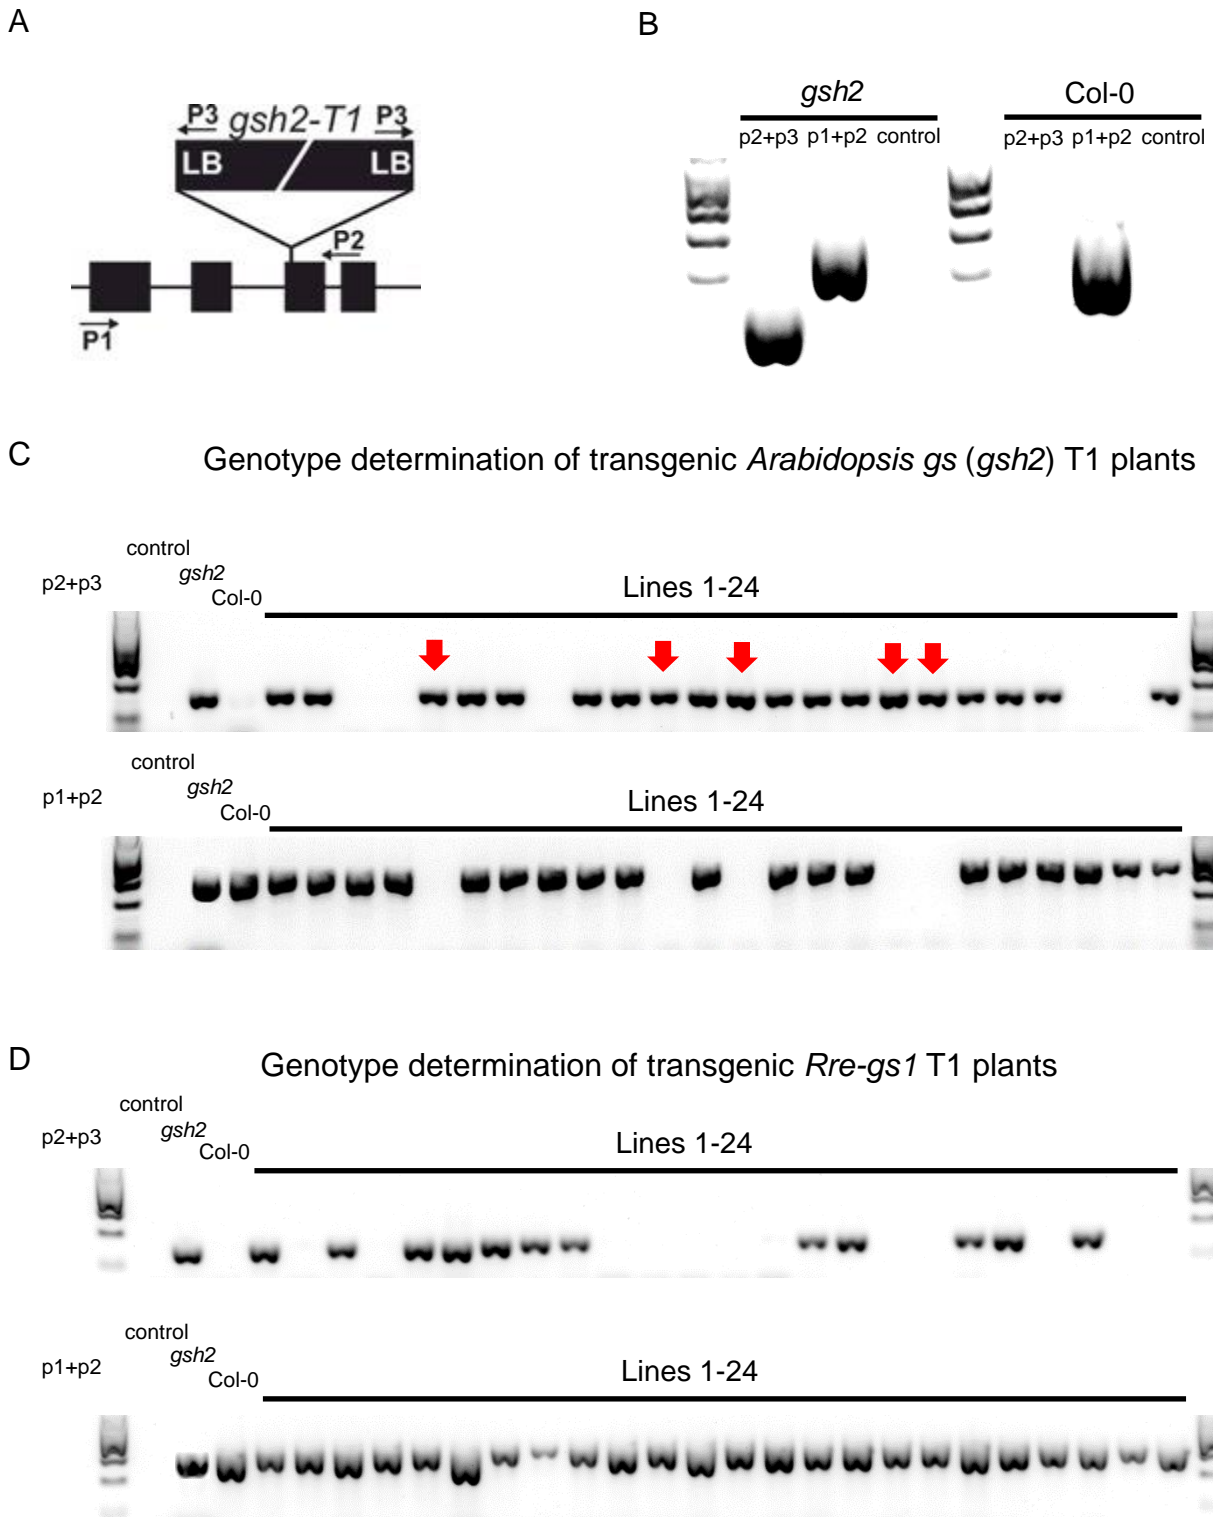 A
P3 gsh2-T1 P3
LB LB
P2
P1
B
gsh2 Col-0
p2+p3 p1+p2 control p2+p3 p1+p2 control
C
Genotype determination of transgenic Arabidopsis gs (gsh2) T1 plants
control
gsh2
p2+p3 Col-0 Lines 1-24
control
gsh2
p1+p2 Col-0 Lines 1-24
D
Genotype determination of transgenic Rre-gs1 T1 plants
control
gsh2
p2+p3 Col-0 Lines 1-24
control
gsh2
p1+p2 Col-0 Lines 1-24